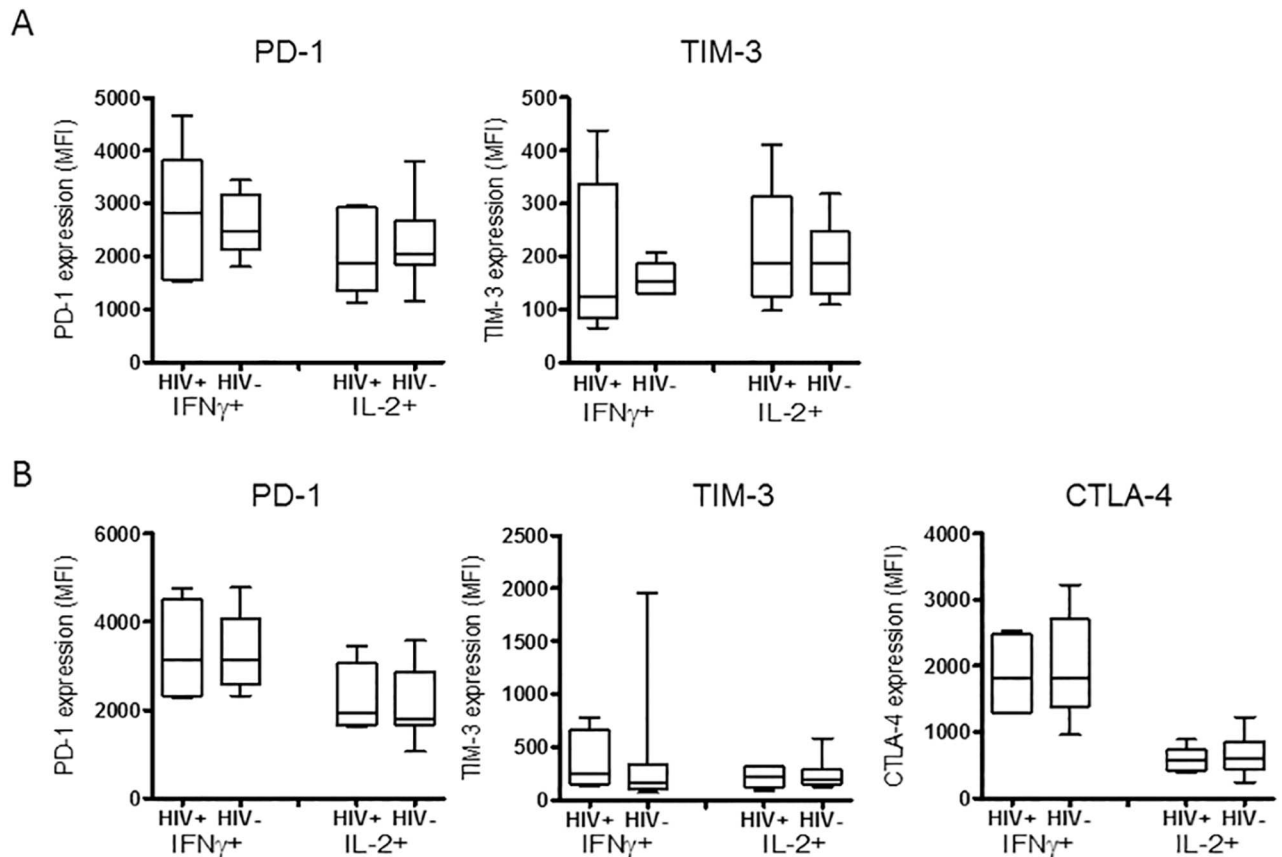 A
PD-1
TIM-3
PD-1 expression (MFI)
5000
4000
3000
2000
1000
0
HIV+ HIV- HIV+ HIV-
IFNγ+ IL-2+
TIM-3 expression (MFI)
500
400
300
200
100
0
HIV+ HIV- HIV+ HIV-
IFNγ+ IL-2+
B
PD-1
TIM-3
CTLA-4
PD-1 expression (MFI)
6000
4000
2000
0
HIV+ HIV- HIV+ HIV-
IFNγ+ IL-2+
TIM-3 expression (MFI)
2500
2000
1500
1000
500
0
HIV+ HIV- HIV+ HIV-
IFNγ+ IL-2+
CTLA-4 expression (MFI)
4000
3000
2000
1000
0
HIV+ HIV- HIV+ HIV-
IFNγ+ IL-2+